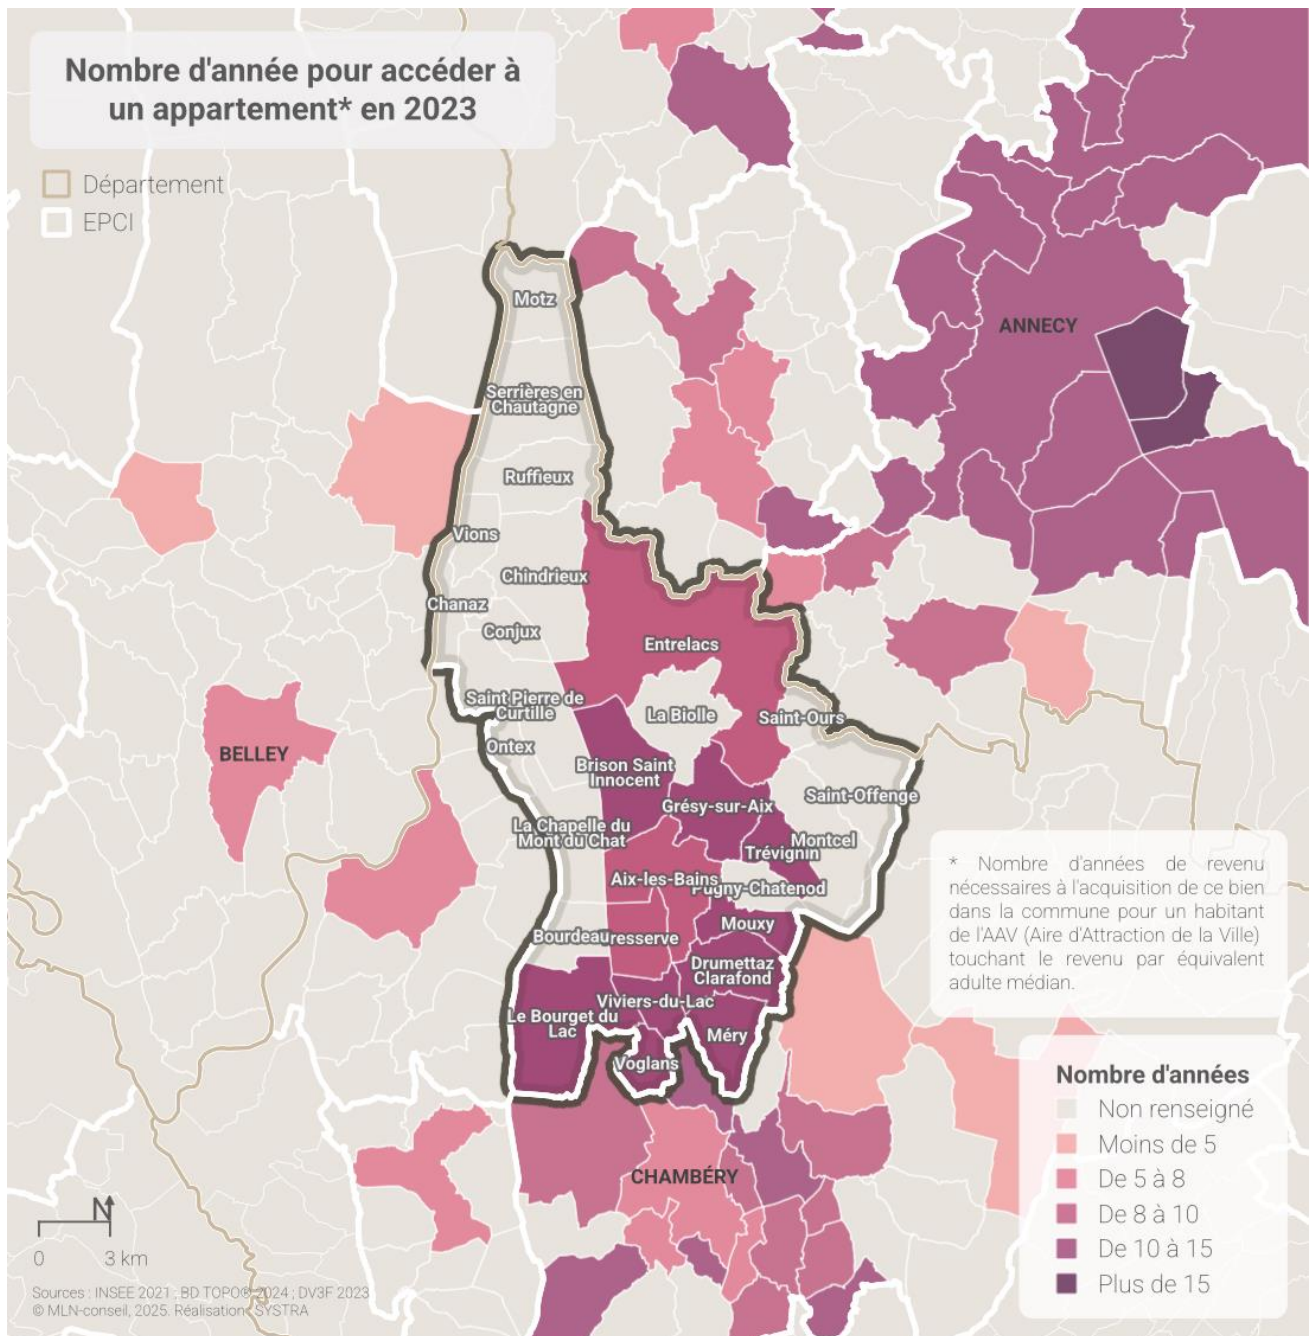 Nombre d'année pour accéder à
un appartement* en 2023
Département
EPCI
Motz
Serrières en
Chautagne
Ruffieux
Vions
Chindrieux
Chanaz
Conjux
Entrelacs
Saint Pierre de
Curtille
La Biolle
Saint-Ours
Ontex
Brison Saint
Innocent
Grésy-sur-Aix
Saint-Offenge
La Chapelle du
Mont du Chat
Montcel
Trévignin
Aix-les-Bains
Pugny-Chatenod
Mouxy
Bourdeau
resserve
Drumettaz
Clarafond
Viviers-du-Lac
Le Bourget du
Lac
Méry
Voglans
ANNECY
BELLEY
CHAMBÉRY
* Nombre d'années de revenu
nécessaires à l'acquisition de ce bien
dans la commune pour un habitant
de l'AAV (Aire d'Attraction de la Ville)
touchant le revenu par équivalent
adulte médian.
Nombre d'années
Non renseigné
Moins de 5
De 5 à 8
De 8 à 10
De 10 à 15
Plus de 15
N
0 3 km
Sources : INSEE 2021 ; BD TOPO© 2024 ; DV3F 2023
© MLN-conseil, 2025. Réalisation : SYSTRA